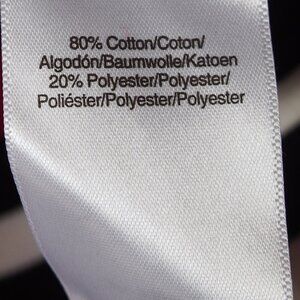 80% Cotton/Coton/
Algodón/Baumwolle/Katoen
20% Polyester/Polyester/
Poliéster/Polyester/Polyester